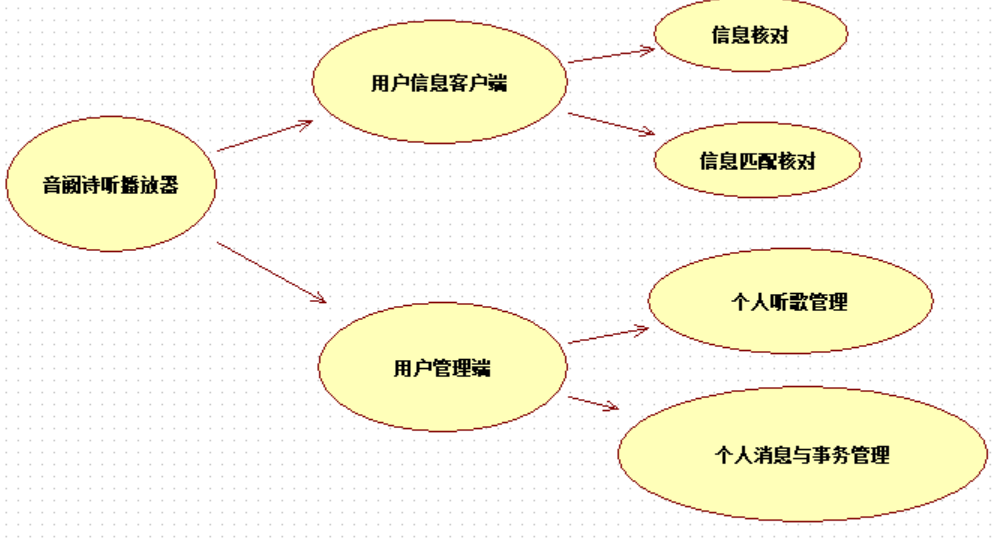 音阙诗听播放器
用户信息客户端
信息核对
信息匹配核对
用户管理端
个人听歌管理
个人消息与事务管理